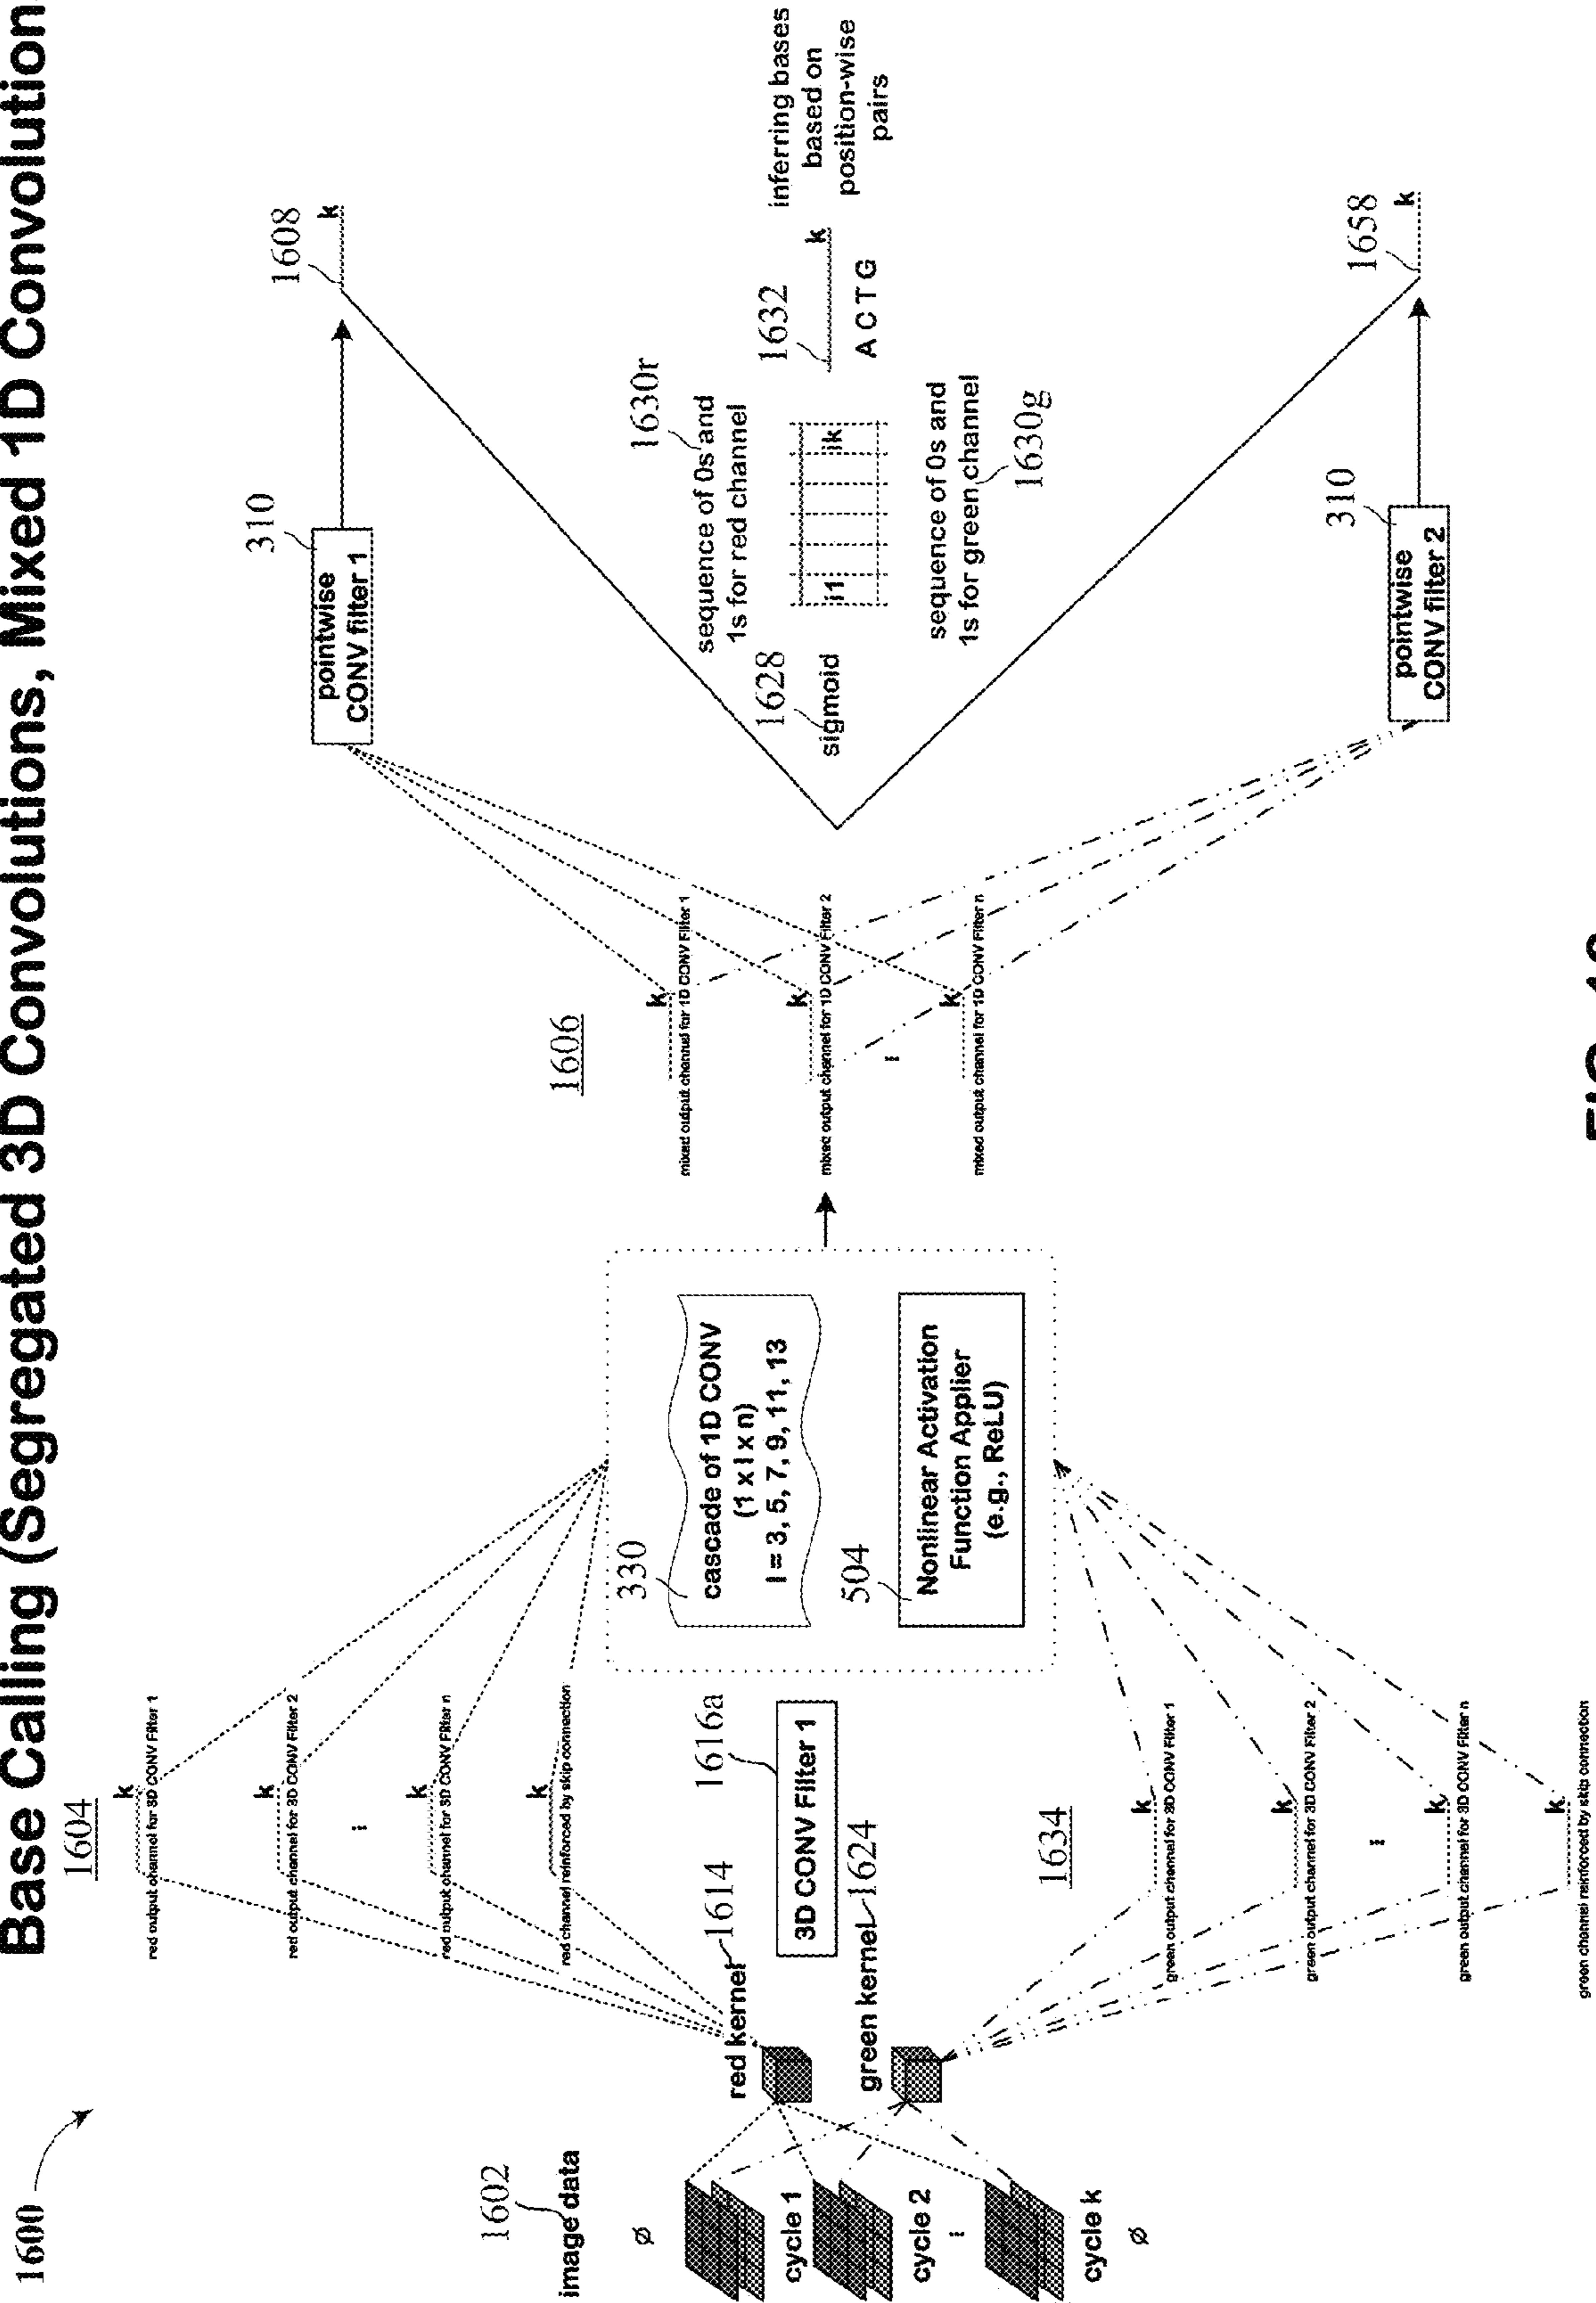 Base Calling (Segregated 3D Convolutions, Mixed 1D Convolution
1600
1602
image data
Ø
cycle 1
cycle 2
⋮
cycle k
Ø
red kernel
1614
green kernel
1624
1604
k
red output channel for 3D CONV Filter 1
k
red output channel for 3D CONV Filter 2
⋮
k
red output channel for 3D CONV Filter n
k
red channel reinforced by skip connection
1616a
3D CONV Filter 1
1634
k
green output channel for 3D CONV Filter 1
k
green output channel for 3D CONV Filter 2
⋮
k
green output channel for 3D CONV Filter n
k
green channel reinforced by skip connection
330
cascade of 1D CONV
(1 x l x n)
l = 3, 5, 7, 9, 11, 13
504
Nonlinear Activation
Function Applier
(e.g., ReLU)
1606
k
mixed output channel for 1D CONV Filter 1
k
mixed output channel for 1D CONV Filter 2
⋮
k
mixed output channel for 1D CONV Filter n
310
pointwise
CONV filter 1
1608
k
1628
sigmoid
1630r
sequence of 0s and
1s for red channel
i1
ik
sequence of 0s and
1s for green channel
1630g
1632
k
A C T G
inferring bases
based on
position-wise
pairs
310
pointwise
CONV filter 2
1658
k